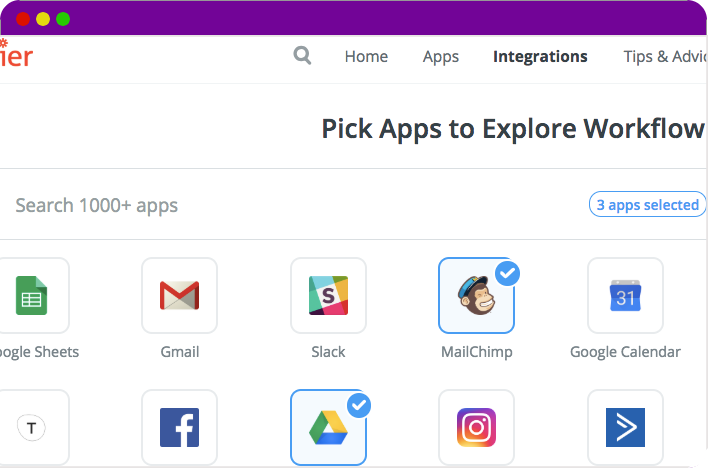 ier
Home Apps Integrations Tips & Advic
Pick Apps to Explore Workflow
Search 1000+ apps
3 apps selected
S
31
ogle Sheets Gmail Slack MailChimp Google Calendar
T f